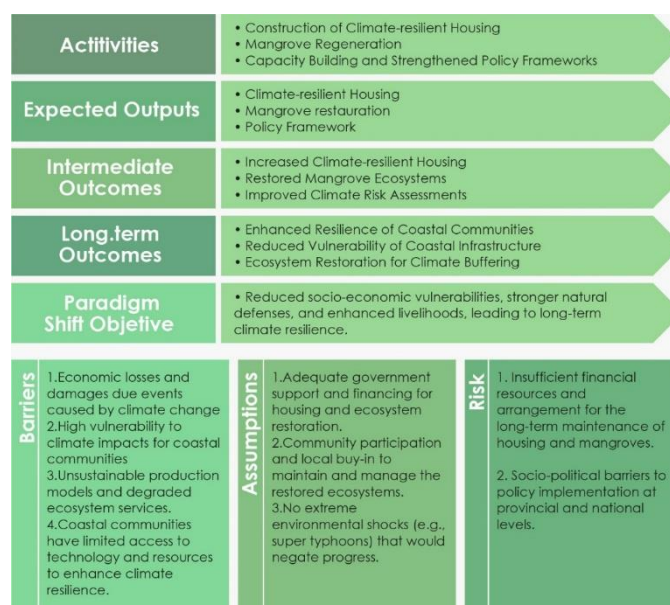 Actitivities
• Construction of Climate-resilient Housing
• Mangrove Regeneration
• Capacity Building and Strengthened Policy Frameworks
Expected Outputs
• Climate-resilient Housing
• Mangrove restauration
• Policy Framework
Intermediate
Outcomes
• Increased Climate-resilient Housing
• Restored Mangrove Ecosystems
• Improved Climate Risk Assessments
Long.term
Outcomes
• Enhanced Resilience of Coastal Communities
• Reduced Vulnerability of Coastal Infrastructure
• Ecosystem Restoration for Climate Buffering
Paradigm
Shift Objetive
• Reduced socio-economic vulnerabilities, stronger natural
defenses, and enhanced livelihoods, leading to long-term
climate resilience.
Barriers
1.Economic losses and
damages due events
caused by climate change
2.High vulnerability to
climate impacts for coastal
communities
3.Unsustainable production
models and degraded
ecosystem services.
4.Coastal communities
have limited access to
technology and resources
to enhance climate
resilience.
Assumptions
1.Adequate government
support and financing for
housing and ecosystem
restoration.
2.Community participation
and local buy-in to
maintain and manage the
restored ecosystems.
3.No extreme
environmental shocks (e.g.,
super typhoons) that would
negate progress.
Risk
1. Insufficient financial
resources and
arrangement for the
long-term maintenance of
housing and mangroves.
2. Socio-political barriers to
policy implementation at
provincial and national
levels.